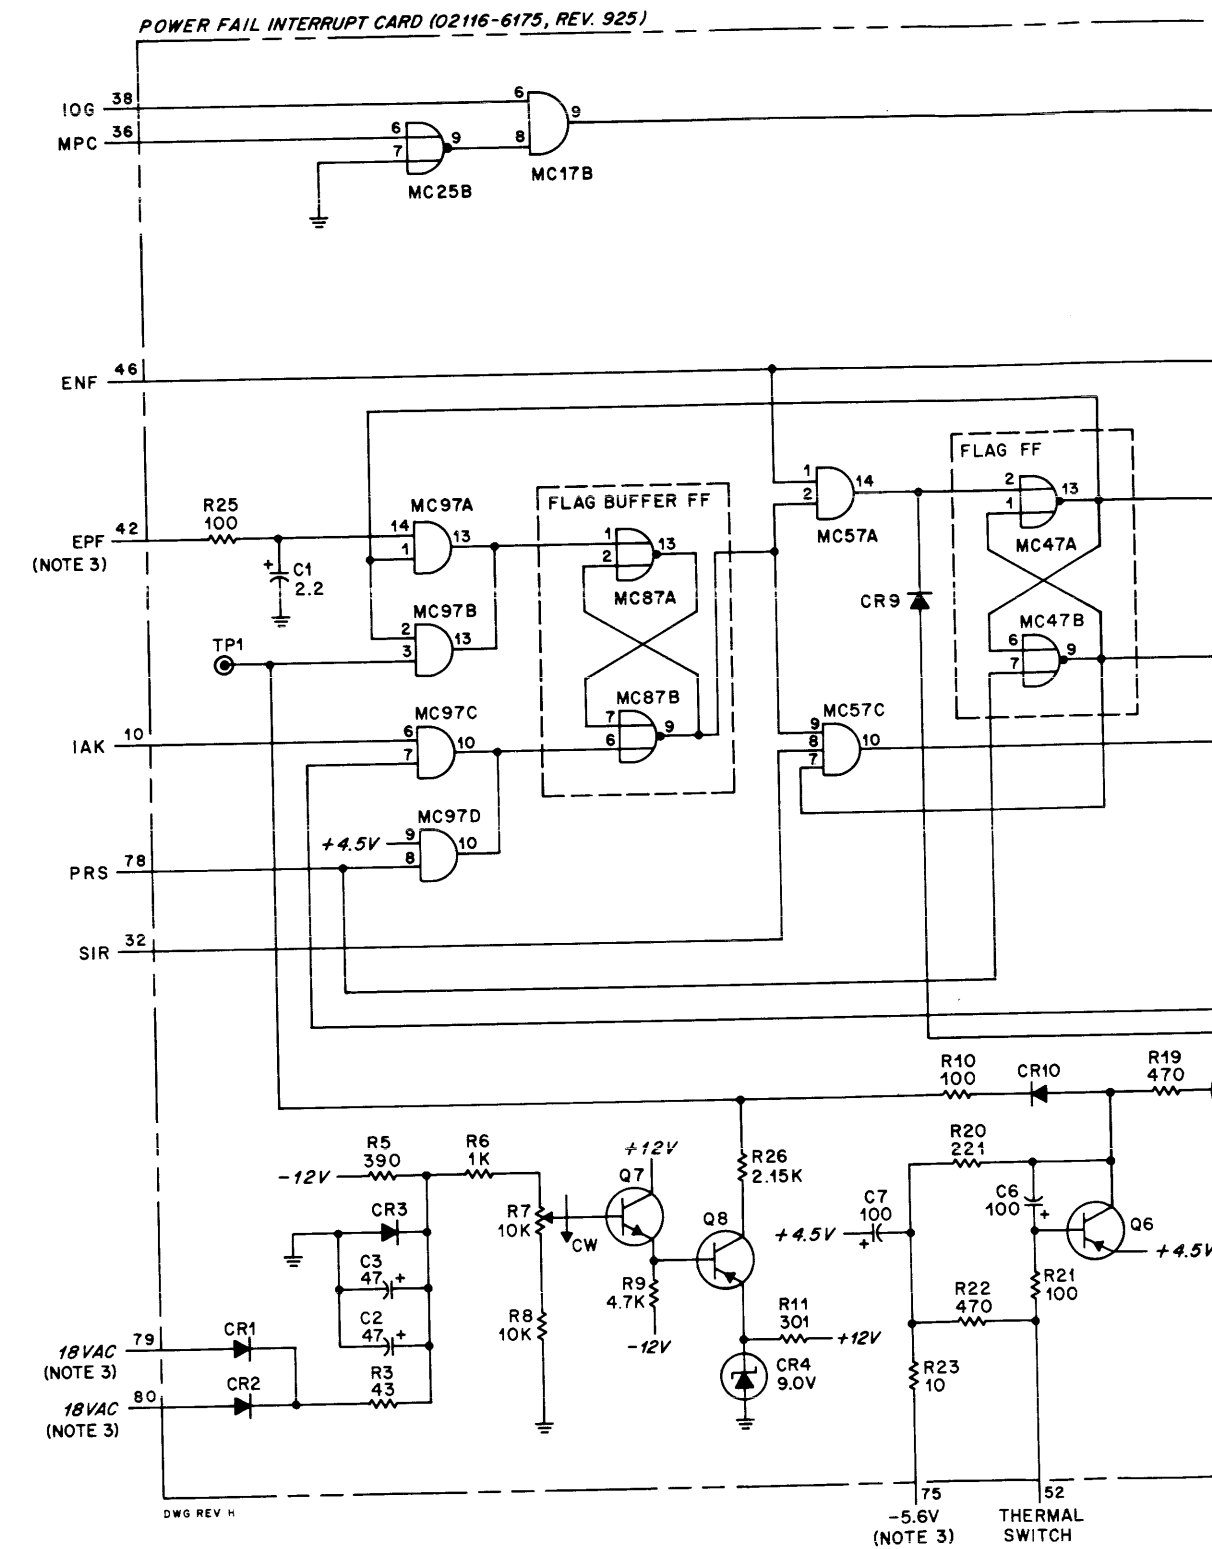 POWER FAIL INTERRUPT CARD (02116-6175, REV. 925)
IOG 38
MPC 36
6
8
9
MC17B
6
7
9
MC25B
ENF 46
FLAG FF
2
1
13
MC47A
MC47B
6
7
9
1
2
14
MC57A
CR9
FLAG BUFFER FF
1
2
13
MC87A
MC87B
7
6
9
R25
100
EPF 42
(NOTE 3)
+
C1
2.2
MC97A
14
1
13
MC97B
2
3
13
TP1
MC97C
6
7
10
IAK 10
MC57C
9
8
7
10
MC97D
+4.5V
9
8
10
PRS 78
SIR 32
R10
100
CR10
R19
470
R5
390
-12V
R6
1K
+12V
Q7
R26
2.15K
R20
221
CR3
R7
10K
CW
Q8
C7
100
+4.5V
+
C6
100
+
Q6
+4.5V
C3
47
+
C2
47
+
R9
4.7K
-12V
R8
10K
R11
301
+12V
R22
470
R21
100
CR1
18VAC 79
(NOTE 3)
CR2
18VAC 80
(NOTE 3)
R3
43
CR4
9.0V
R23
10
DWG REV H
75
-5.6V
(NOTE 3)
52
THERMAL
SWITCH